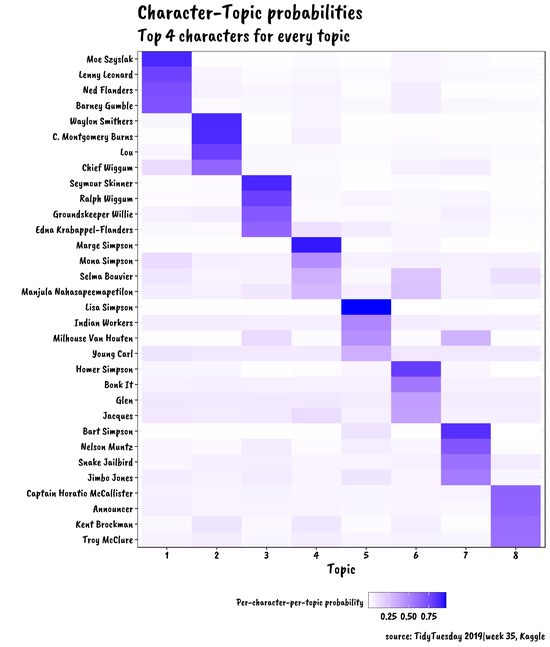 Character-Topic probabilities
Top 4 characters for every topic
Moe Szyslak
Lenny Leonard
Ned Flanders
Barney Gumble
Waylon Smithers
C. Montgomery Burns
Lou
Chief Wiggum
Seymour Skinner
Ralph Wiggum
Groundskeeper Willie
Edna Krabappel-Flanders
Marge Simpson
Mona Simpson
Selma Bouvier
Manjula Nahasapeemapetilon
Lisa Simpson
Indian Workers
Milhouse Van Houten
Young Carl
Homer Simpson
Bonk It
Glen
Jacques
Bart Simpson
Nelson Muntz
Snake Jailbird
Jimbo Jones
Captain Horatio McCallister
Announcer
Kent Brockman
Troy McClure
1 2 3 4 5 6 7 8
Topic
Per-character-per-topic probability
0.25 0.50 0.75
source: TidyTuesday 2019|week 35, Kaggle